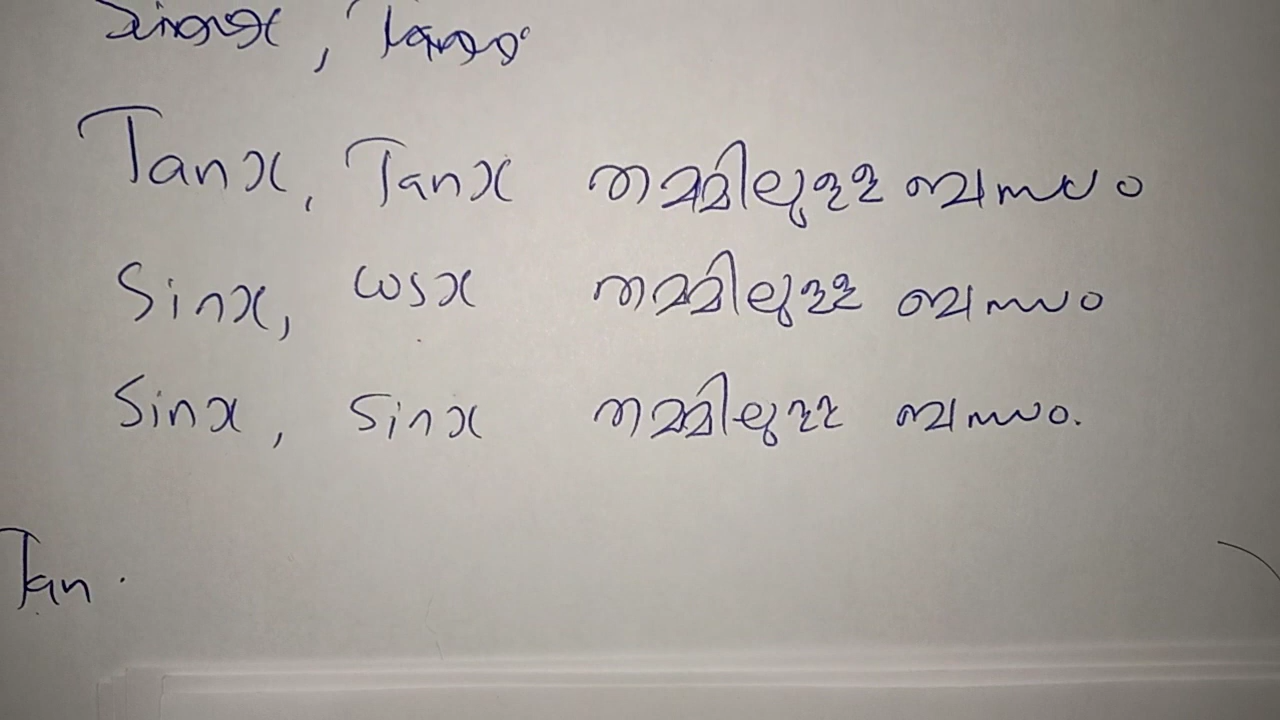 Tanx, Tanx തമ്മിലുള്ള ബന്ധം
Sinx, cosx തമ്മിലുള്ള ബന്ധം
Sinx, Sinx തമ്മിലുള്ള ബന്ധം.
Tan